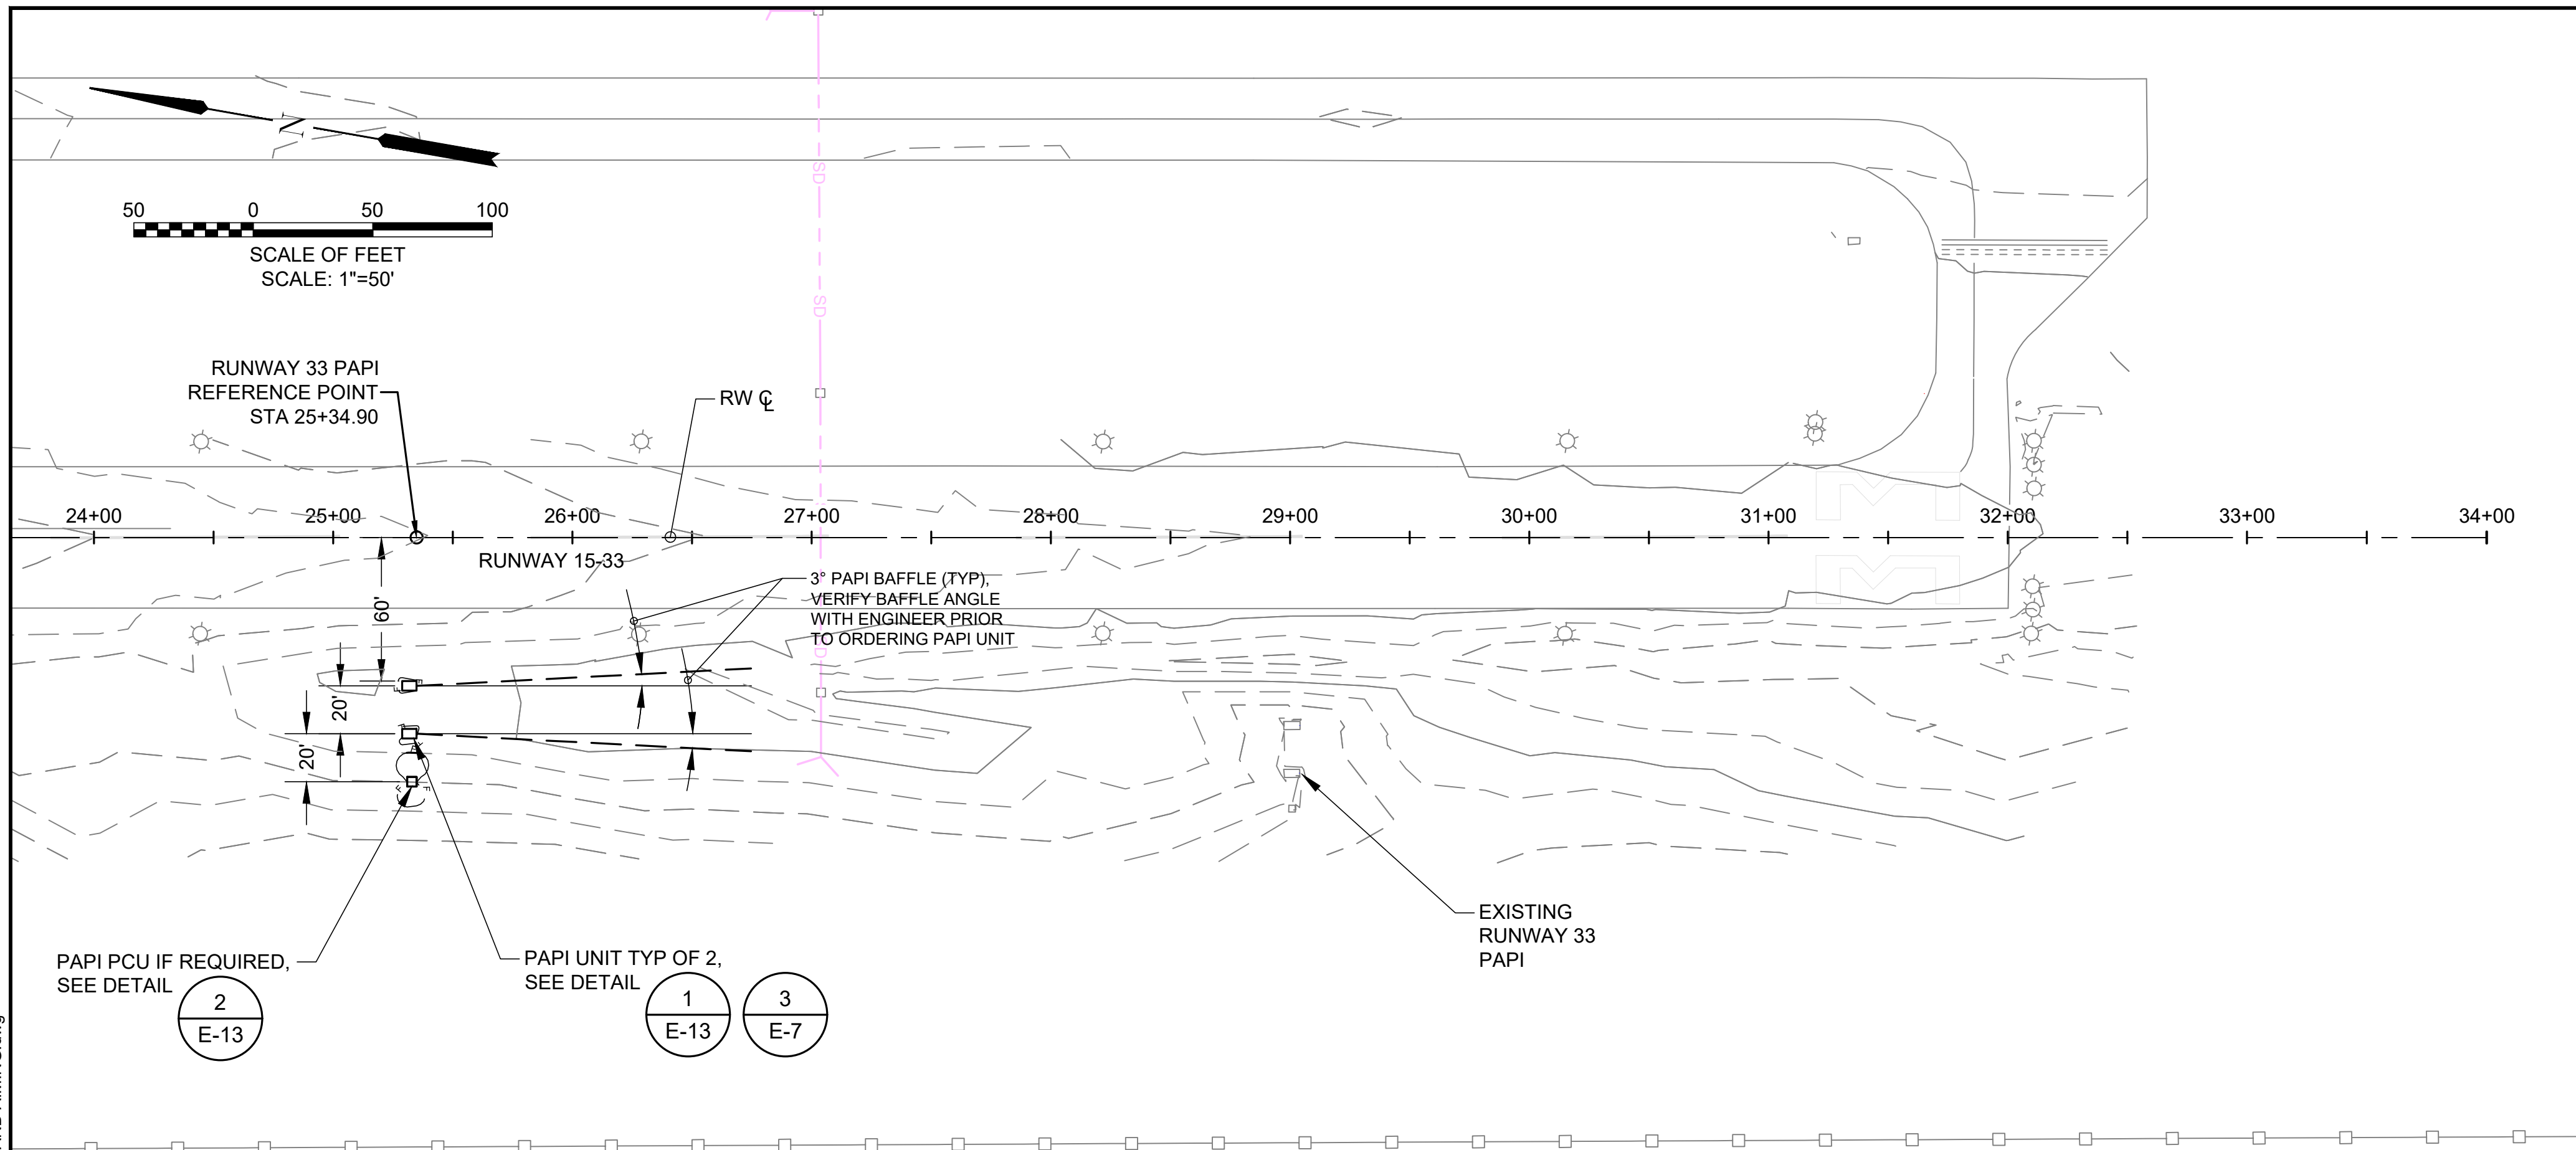 N
SD
SD
50 0 50 100
SCALE OF FEET
SCALE: 1"=50'
RUNWAY 33 PAPI
REFERENCE POINT
STA 25+34.90
RW ℄
24+00 25+00 26+00 27+00 28+00 29+00 30+00 31+00 32+00 33+00 34+00
RUNWAY 15-33
3° PAPI BAFFLE (TYP),
VERIFY BAFFLE ANGLE
WITH ENGINEER PRIOR
TO ORDERING PAPI UNIT
60'
20'
20'
F
F
EXISTING
RUNWAY 33
PAPI
PAPI PCU IF REQUIRED,
SEE DETAIL
2
E-13
PAPI UNIT TYP OF 2,
SEE DETAIL
1
E-13
3
E-7